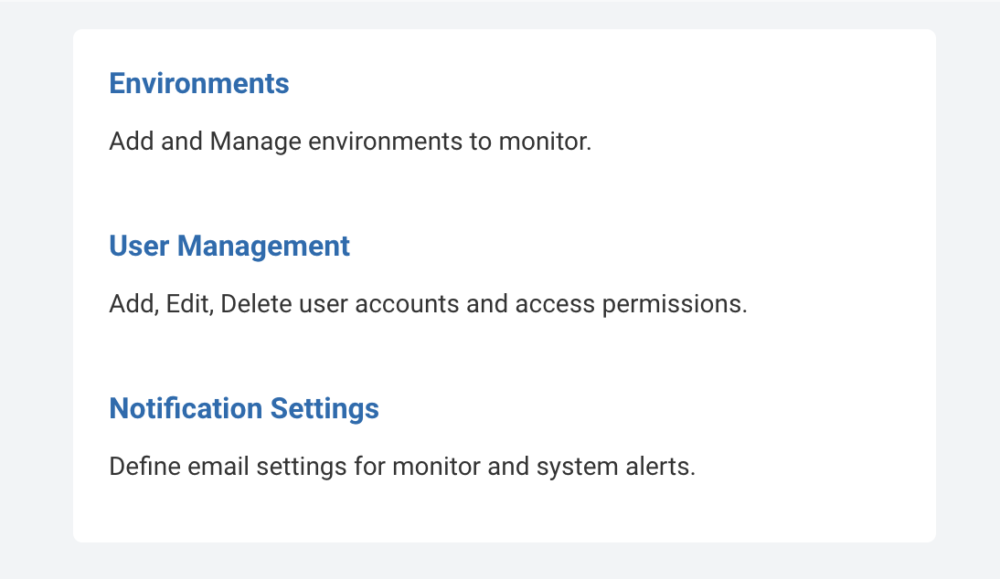 Environments
Add and Manage environments to monitor.
User Management
Add, Edit, Delete user accounts and access permissions.
Notification Settings
Define email settings for monitor and system alerts.